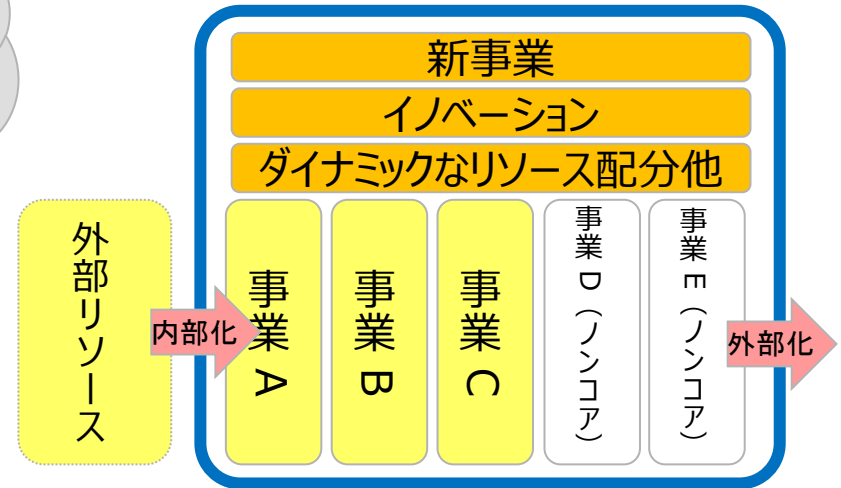 新事業
イノベーション
ダイナミックなリソース配分他
外部リソース
内部化
事業A
事業B
事業C
事業D（ノンコア）
事業E（ノンコア）
外部化